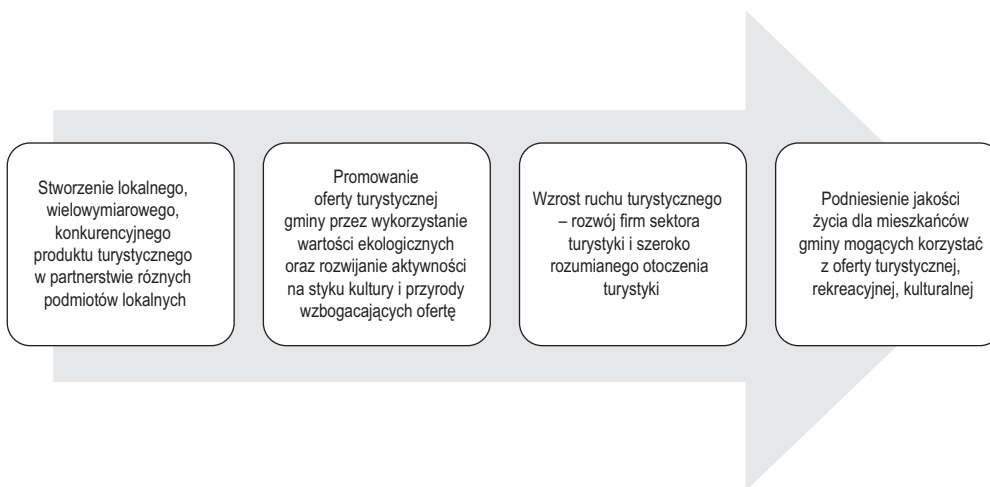 Stworzenie lokalnego,
wielowymiarowego,
konkurencyjnego
produktu turystycznego
w partnerstwie róznych
podmiotów lokalnych
Promowanie
oferty turystycznej
gminy przez wykorzystanie
wartości ekologicznych
oraz rozwijanie aktywności
na styku kultury i przyrody
wzbogacających ofertę
Wzrost ruchu turystycznego
– rozwój firm sektora
turystyki i szeroko
rozumianego otoczenia
turystyki
Podniesienie jakości
życia dla mieszkańców
gminy mogących korzystać
z oferty turystycznej,
rekreacyjnej, kulturalnej